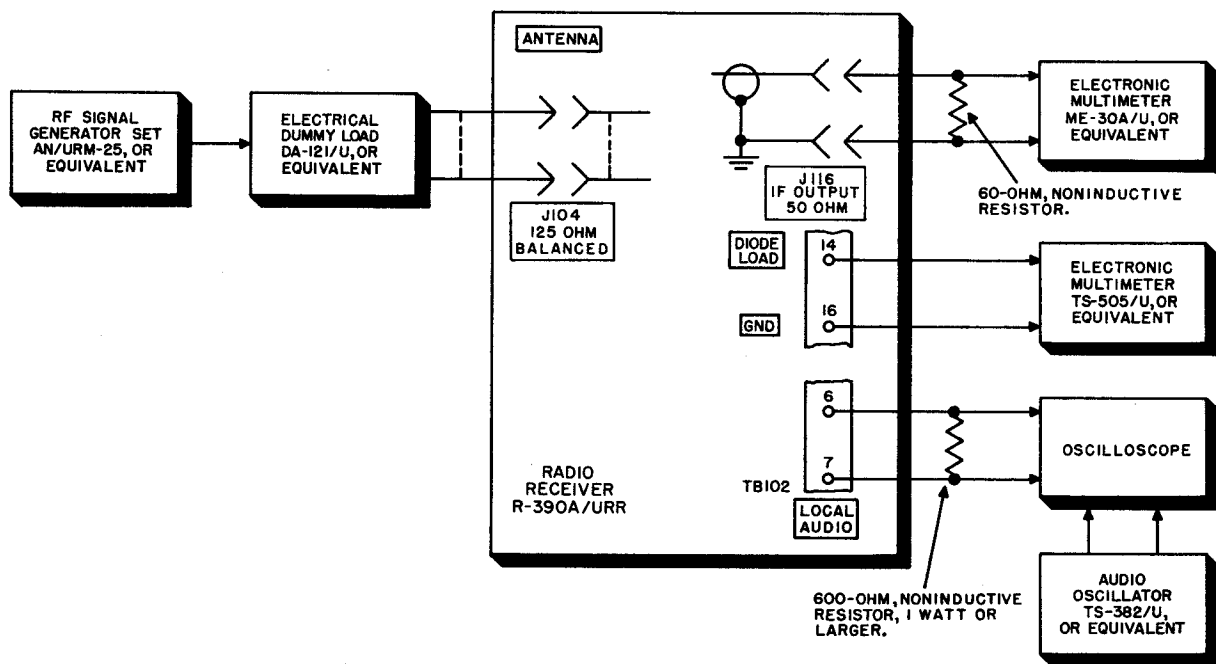 ANTENNA
RF SIGNAL
GENERATOR SET
AN/URM-25, OR
EQUIVALENT
ELECTRICAL
DUMMY LOAD
DA-121/U, OR
EQUIVALENT
J104
125 OHM
BALANCED
J116
IF OUTPUT
50 OHM
ELECTRONIC
MULTIMETER
ME-30A/U, OR
EQUIVALENT
60-OHM, NONINDUCTIVE
RESISTOR.
DIODE
LOAD
14
GND
16
ELECTRONIC
MULTIMETER
TS-505/U, OR
EQUIVALENT
6
7
TB102
LOCAL
AUDIO
RADIO
RECEIVER
R-390A/URR
OSCILLOSCOPE
600-OHM, NONINDUCTIVE
RESISTOR, 1 WATT OR
LARGER.
AUDIO
OSCILLATOR
TS-382/U,
OR EQUIVALENT